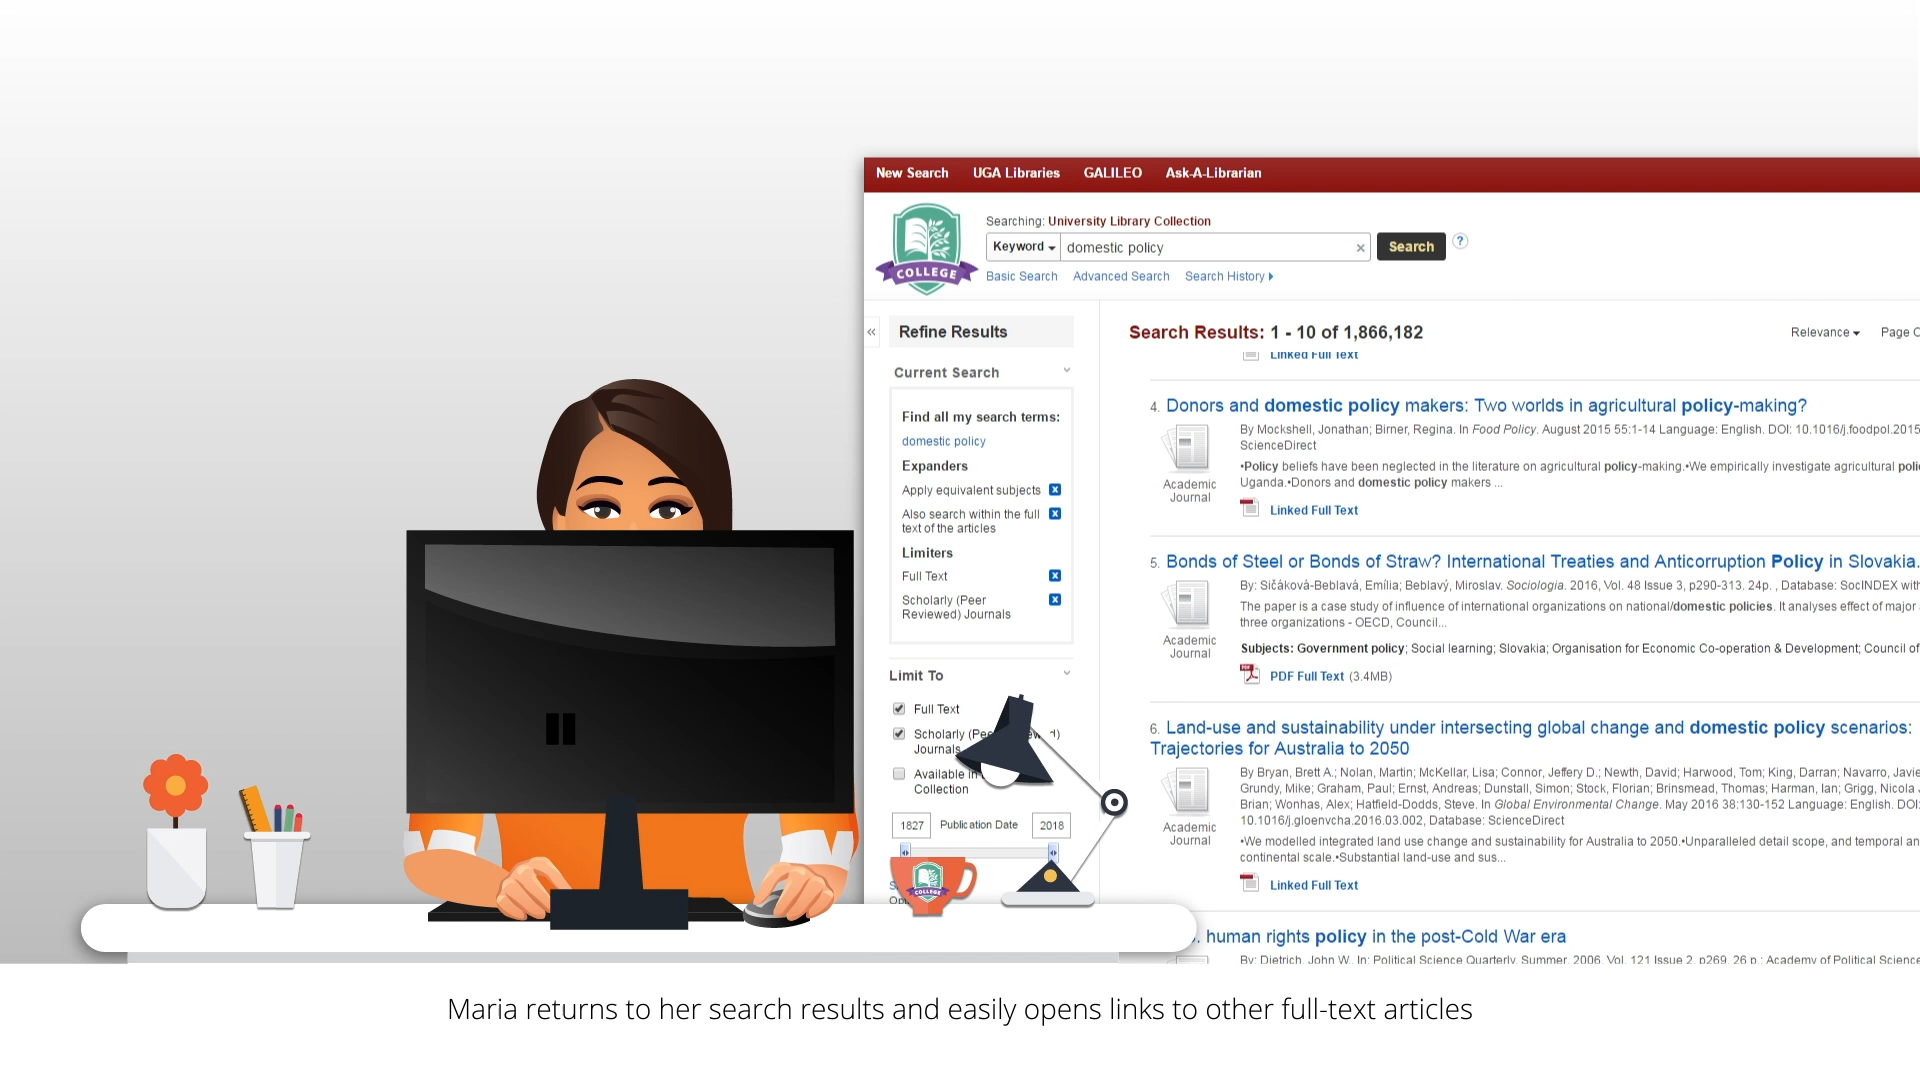 New Search UGA Libraries GALILEO Ask-A-Librarian
COLLEGE
Searching: University Library Collection
Keyword domestic policy × Search ?
Basic Search Advanced Search Search History
«
Refine Results
Current Search
Find all my search terms:
domestic policy
Expanders
Apply equivalent subjects
Also search within the full
text of the articles
Limiters
Full Text
Scholarly (Peer
Reviewed) Journals
Limit To
Full Text
Scholarly (Pee
Journals
Available in
Collection
1827 Publication Date 2018
COLLEGE
Search Results: 1 - 10 of 1,866,182
Relevance Page
Linked Full Text
4. Donors and domestic policy makers: Two worlds in agricultural policy-making?
By Mockshell, Jonathan; Birner, Regina. In Food Policy. August 2015 55:1-14 Language: English. DOI: 10.1016/j.foodpol.2015
ScienceDirect
•Policy beliefs have been neglected in the literature on agricultural policy-making.•We empirically investigate agricultural poli
Uganda.•Donors and domestic policy makers ...
Academic
Journal
Linked Full Text
5. Bonds of Steel or Bonds of Straw? International Treaties and Anticorruption Policy in Slovakia.
By: Sičáková-Beblavá, Emília; Beblavý, Miroslav. Sociologia. 2016, Vol. 48 Issue 3, p290-313. 24p. , Database: SocINDEX with
The paper is a case study of influence of international organizations on national/domestic policies. It analyses effect of major
three organizations - OECD, Council...
Academic
Journal
Subjects: Government policy; Social learning; Slovakia; Organisation for Economic Co-operation & Development; Council of
PDF Full Text (3.4MB)
6. Land-use and sustainability under intersecting global change and domestic policy scenarios:
Trajectories for Australia to 2050
By Bryan, Brett A.; Nolan, Martin; McKellar, Lisa; Connor, Jeffery D.; Newth, David; Harwood, Tom; King, Darran; Navarro, Javie
Grundy, Mike; Graham, Paul; Ernst, Andreas; Dunstall, Simon; Stock, Florian; Brinsmead, Thomas; Harman, Ian; Grigg, Nicola
Brian; Wonhas, Alex; Hatfield-Dodds, Steve. In Global Environmental Change. May 2016 38:130-152 Language: English. DOI:
10.1016/j.gloenvcha.2016.03.002, Database: ScienceDirect
Academic
Journal
•We modelled integrated land use change and sustainability for Australia to 2050.•Unparalleled detail scope, and temporal an
continental scale.•Substantial land-use and sus...
Linked Full Text
. human rights policy in the post-Cold War era
By: Dietrich, John W.. In: Political Science Quarterly. Summer, 2006, Vol. 121 Issue 2, p269, 26 p.; Academy of Political Science
Maria returns to her search results and easily opens links to other full-text articles